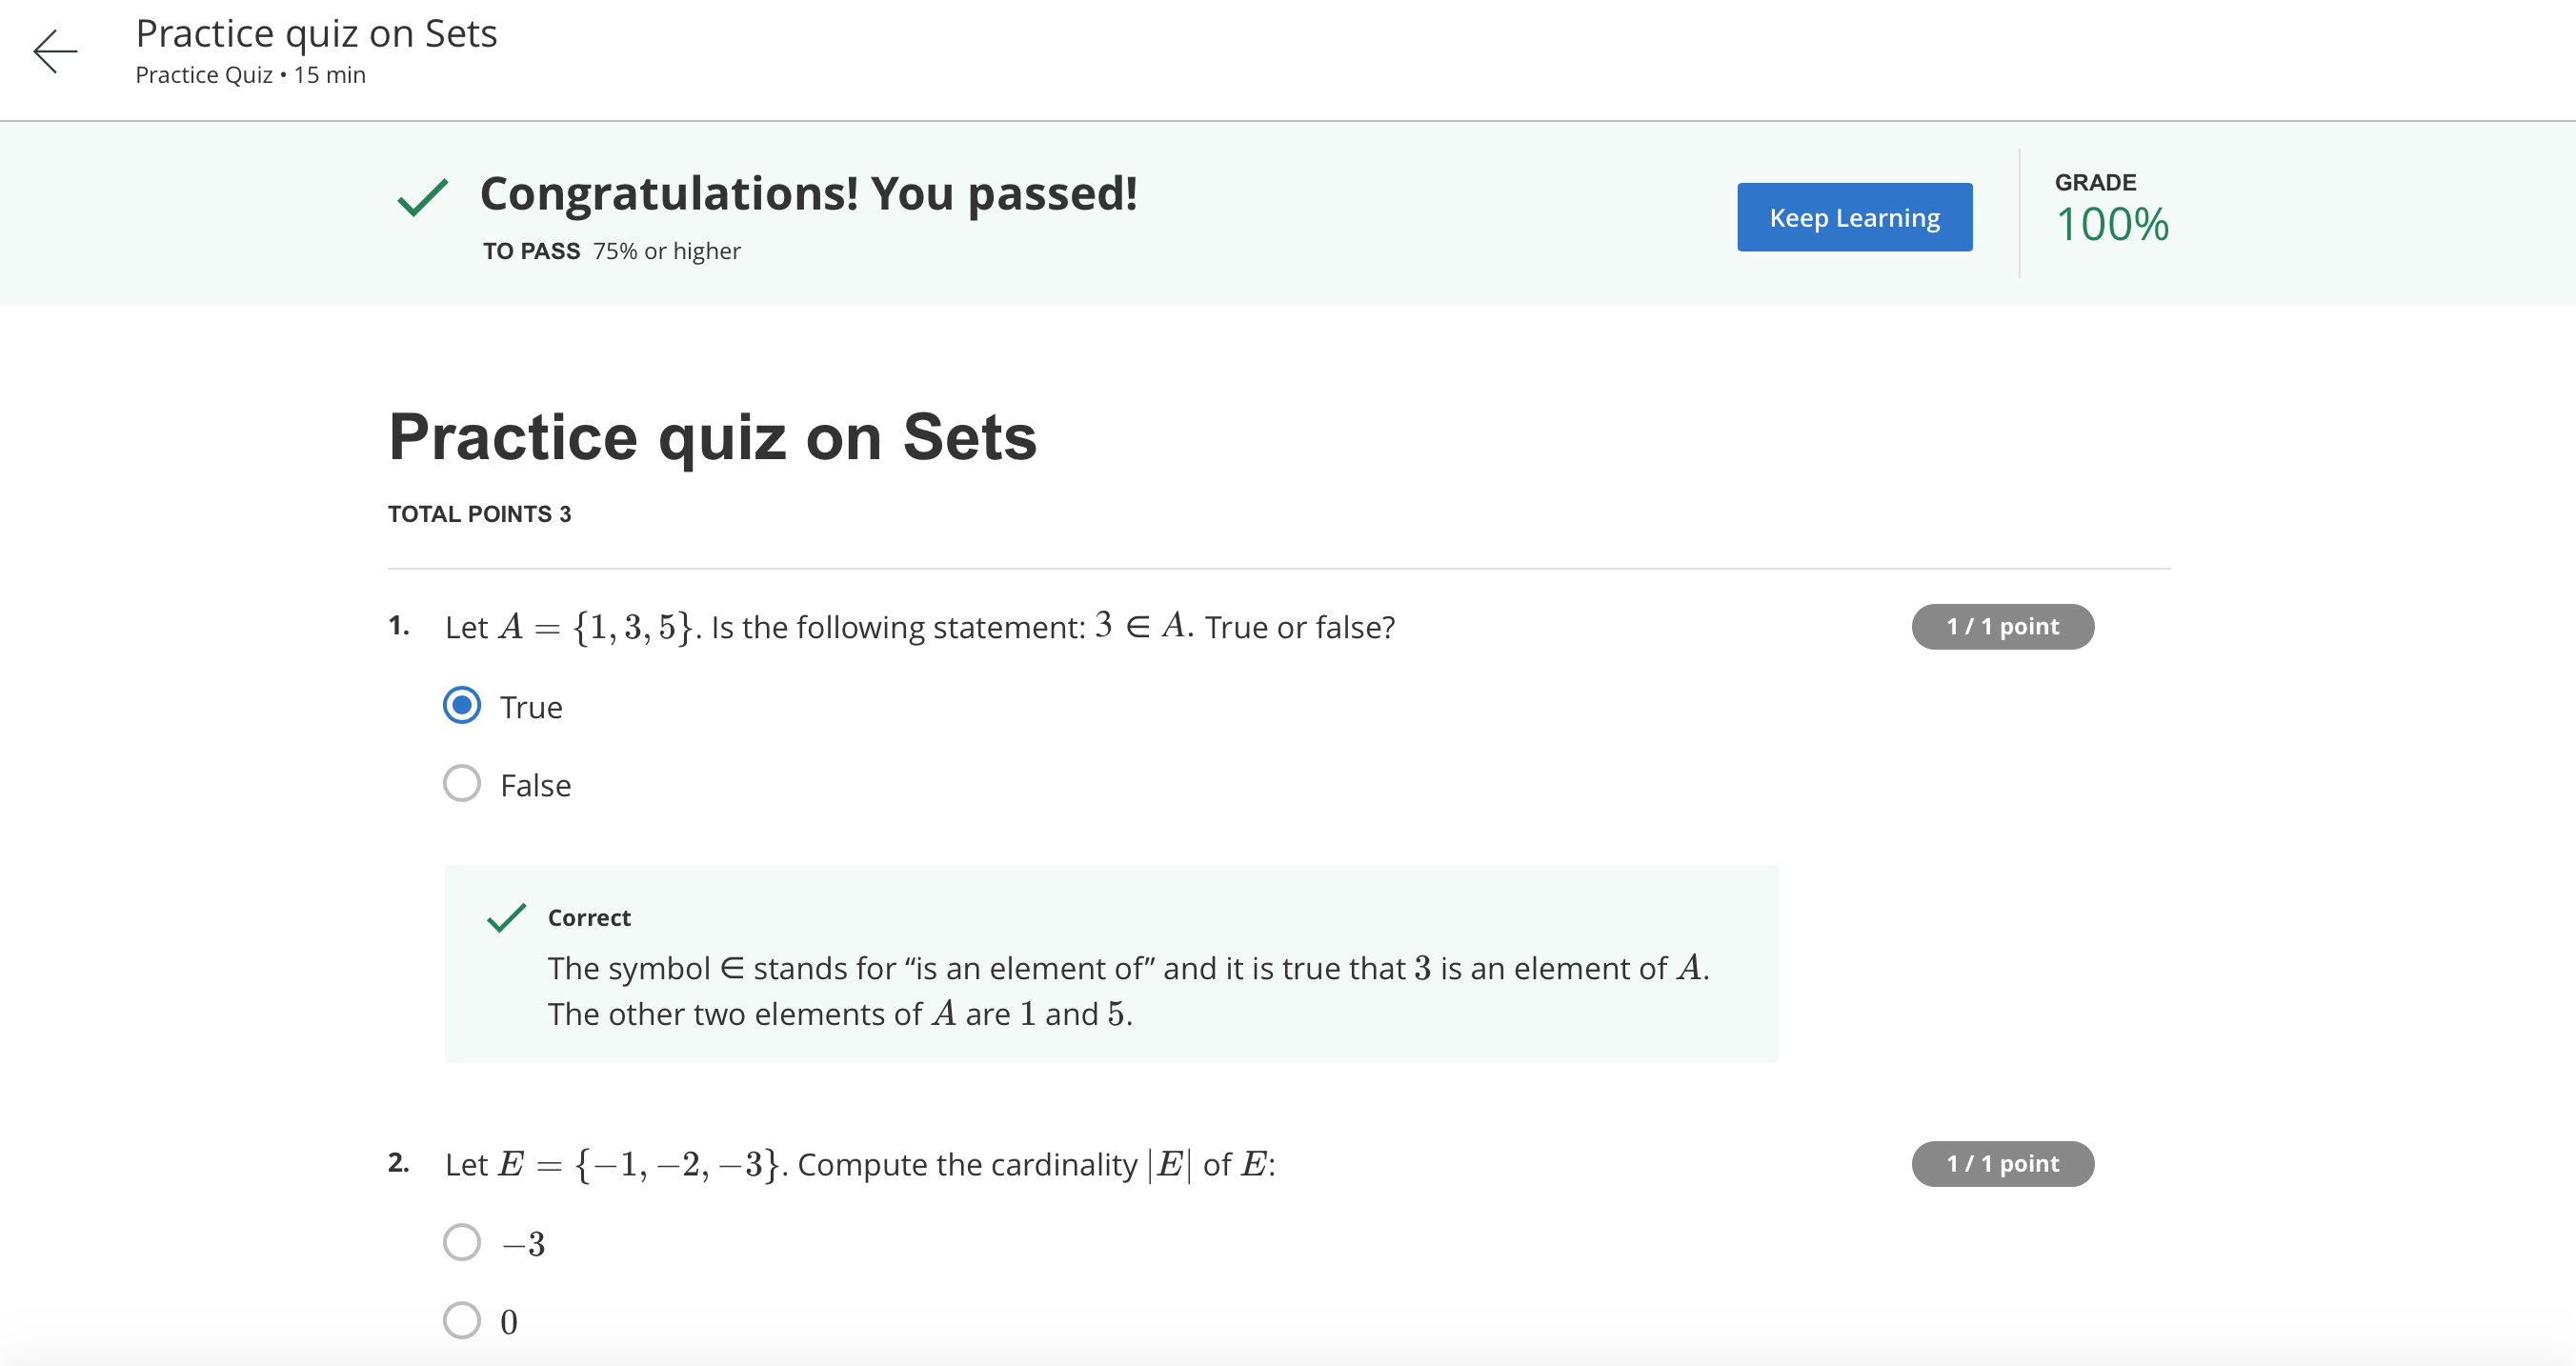 Practice quiz on Sets
Practice Quiz • 15 min
Congratulations! You passed!
TO PASS 75% or higher
Keep Learning
GRADE
100%
Practice quiz on Sets
TOTAL POINTS 3
1. Let A = {1, 3, 5}. Is the following statement: 3 ∈ A. True or false?
1 / 1 point
True
False
Correct
The symbol ∈ stands for “is an element of” and it is true that 3 is an element of A.
The other two elements of A are 1 and 5.
2. Let E = {−1, −2, −3}. Compute the cardinality |E| of E:
1 / 1 point
−3
0